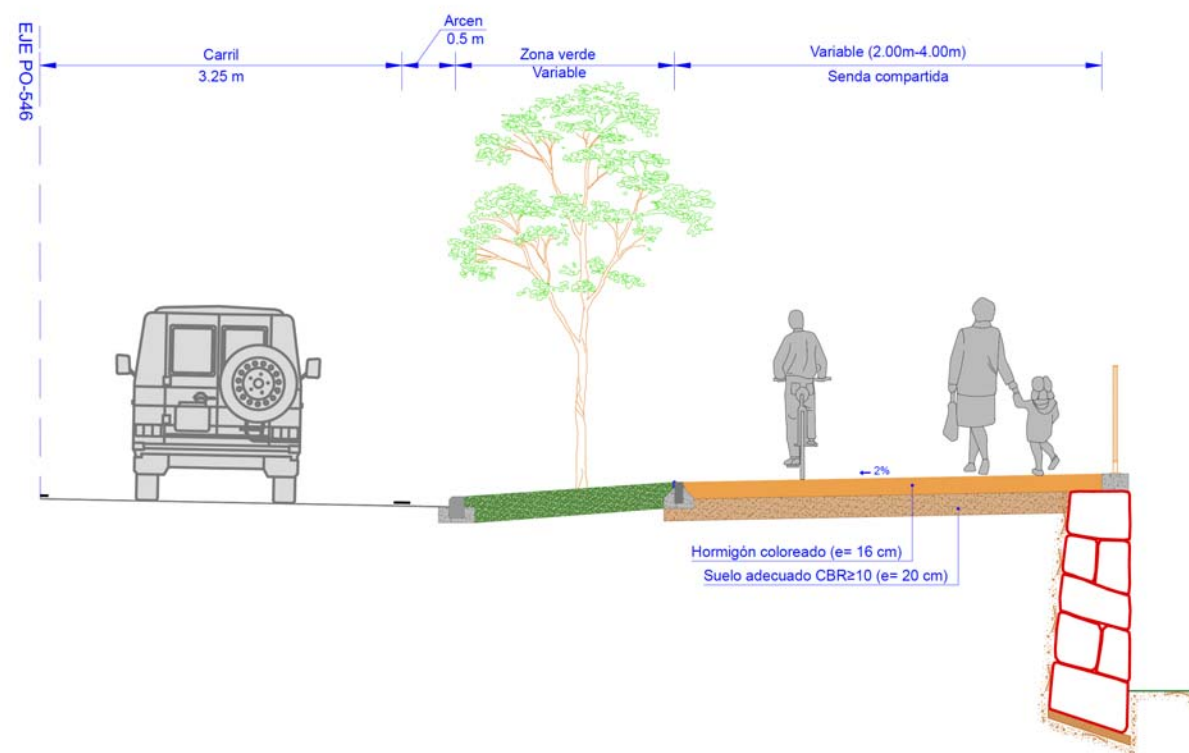 EJE PO-546
Carril
3.25 m
Arcen
0.5 m
Zona verde
Variable
Variable (2.00m-4.00m)
Senda compartida
← 2%
Hormigón coloreado (e= 16 cm)
Suelo adecuado CBR≥10 (e= 20 cm)